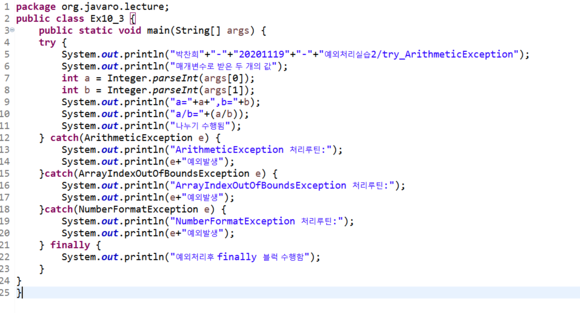 1 package org.javaro.lecture;
2 public class Ex10_3 {
3 public static void main(String[] args) {
4 try {
5 System.out.println("박찬희"+"-"+"20201119"+"-"+"예외처리실습2/try_ArithmeticException");
6 System.out.println("매개변수로 받은 두 개의 값");
7 int a = Integer.parseInt(args[0]);
8 int b = Integer.parseInt(args[1]);
9 System.out.println("a="+a+",b="+b);
10 System.out.println("a/b="+(a/b));
11 System.out.println("나누기 수행됨");
12 } catch(ArithmeticException e) {
13 System.out.println("ArithmeticException 처리루틴:");
14 System.out.println(e+"예외발생");
15 }catch(ArrayIndexOutOfBoundsException e) {
16 System.out.println("ArrayIndexOutOfBoundsException 처리루틴:");
17 System.out.println(e+"예외발생");
18 }catch(NumberFormatException e) {
19 System.out.println("NumberFormatException 처리루틴:");
20 System.out.println(e+"예외발생");
21 } finally {
22 System.out.println("예외처리후 finally 블럭 수행함");
23 }
24 }
25 }